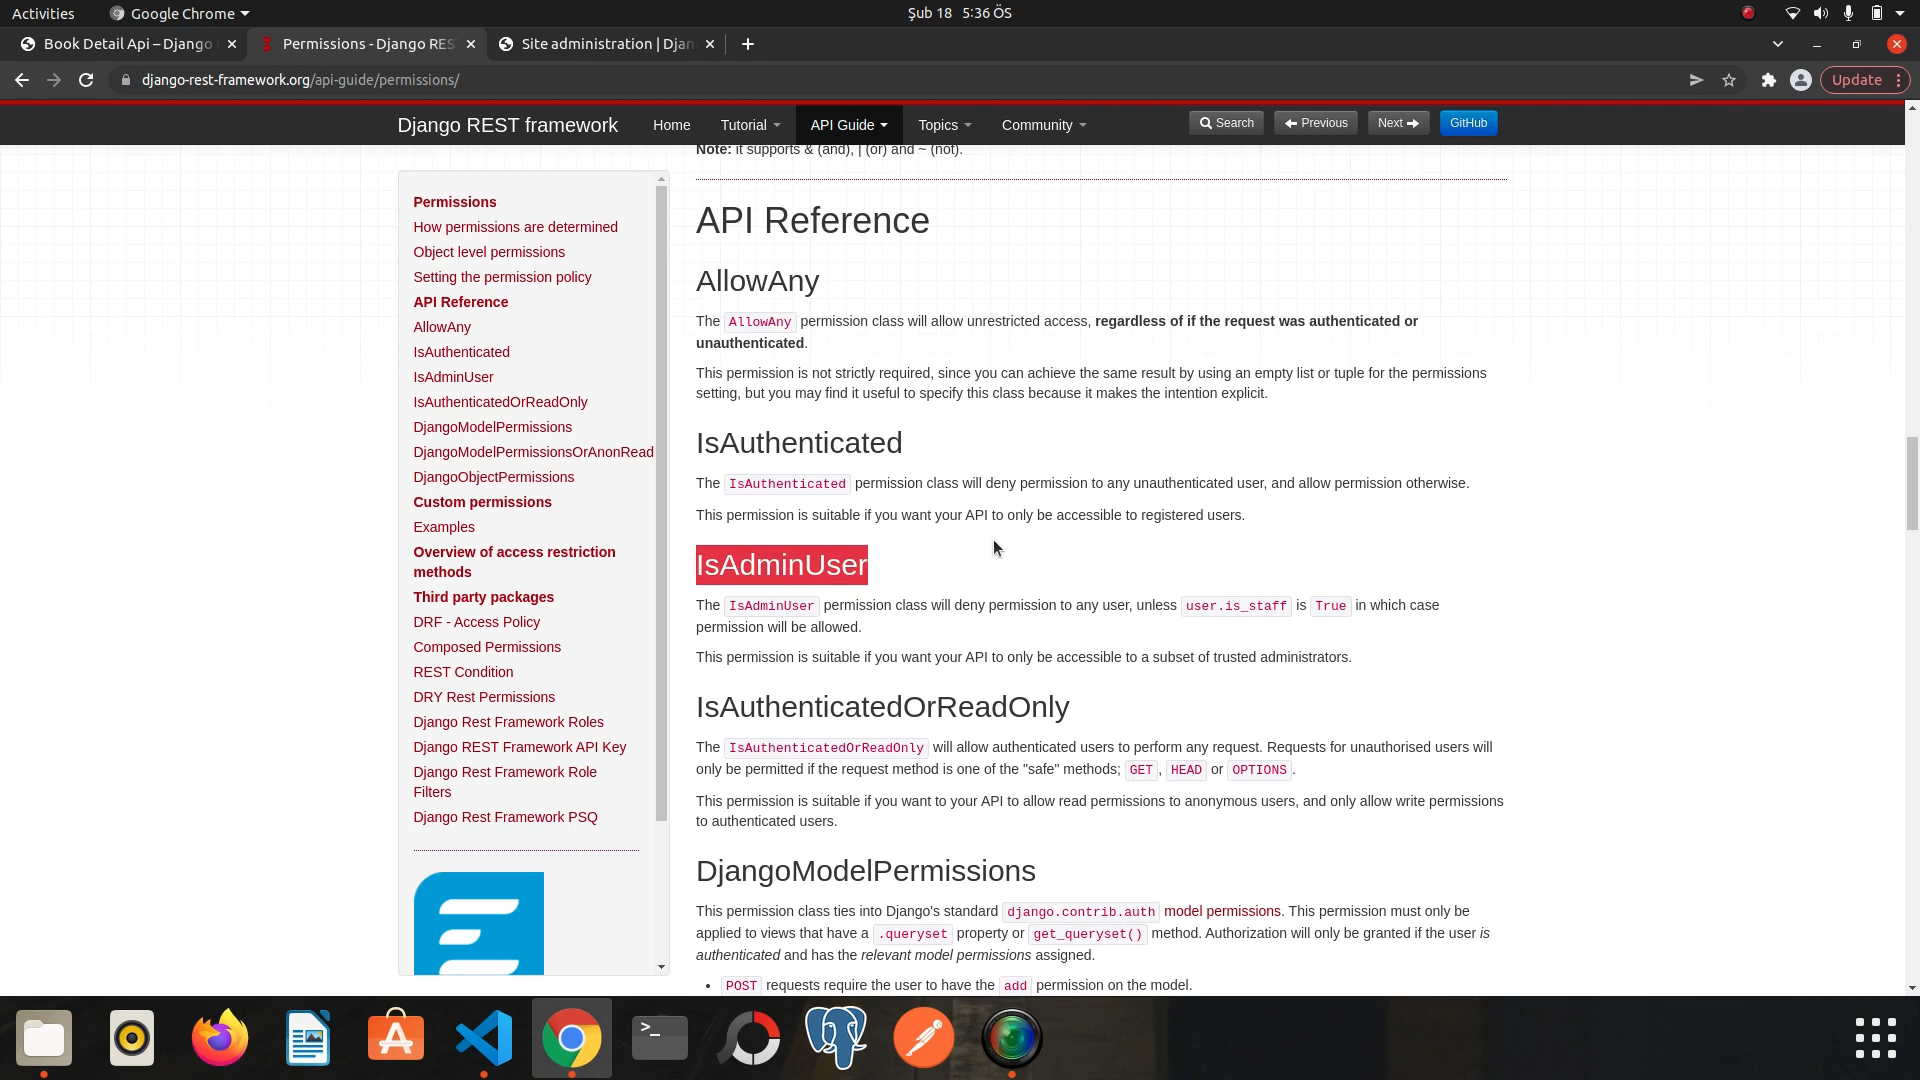 Activities
Google Chrome
Şub 18 5:36 ÖS
Book Detail Api – Django
Permissions - Django RES
Site administration | Djan
django-rest-framework.org/api-guide/permissions/
Update
Django REST framework
Home
Tutorial
API Guide
Topics
Community
Search
Previous
Next
GitHub
Note: it supports & (and), | (or) and ~ (not).
Permissions
How permissions are determined
Object level permissions
Setting the permission policy
API Reference
AllowAny
IsAuthenticated
IsAdminUser
IsAuthenticatedOrReadOnly
DjangoModelPermissions
DjangoModelPermissionsOrAnonRead
DjangoObjectPermissions
Custom permissions
Examples
Overview of access restriction
methods
Third party packages
DRF - Access Policy
Composed Permissions
REST Condition
DRY Rest Permissions
Django Rest Framework Roles
Django REST Framework API Key
Django Rest Framework Role
Filters
Django Rest Framework PSQ
API Reference
AllowAny
The AllowAny permission class will allow unrestricted access, regardless of if the request was authenticated or
unauthenticated.
This permission is not strictly required, since you can achieve the same result by using an empty list or tuple for the permissions
setting, but you may find it useful to specify this class because it makes the intention explicit.
IsAuthenticated
The IsAuthenticated permission class will deny permission to any unauthenticated user, and allow permission otherwise.
This permission is suitable if you want your API to only be accessible to registered users.
IsAdminUser
The IsAdminUser permission class will deny permission to any user, unless user.is_staff is True in which case
permission will be allowed.
This permission is suitable if you want your API to only be accessible to a subset of trusted administrators.
IsAuthenticatedOrReadOnly
The IsAuthenticatedOrReadOnly will allow authenticated users to perform any request. Requests for unauthorised users will
only be permitted if the request method is one of the "safe" methods; GET, HEAD or OPTIONS.
This permission is suitable if you want to your API to allow read permissions to anonymous users, and only allow write permissions
to authenticated users.
DjangoModelPermissions
This permission class ties into Django's standard django.contrib.auth model permissions. This permission must only be
applied to views that have a .queryset property or get_queryset() method. Authorization will only be granted if the user is
authenticated and has the relevant model permissions assigned.
• POST requests require the user to have the add permission on the model.